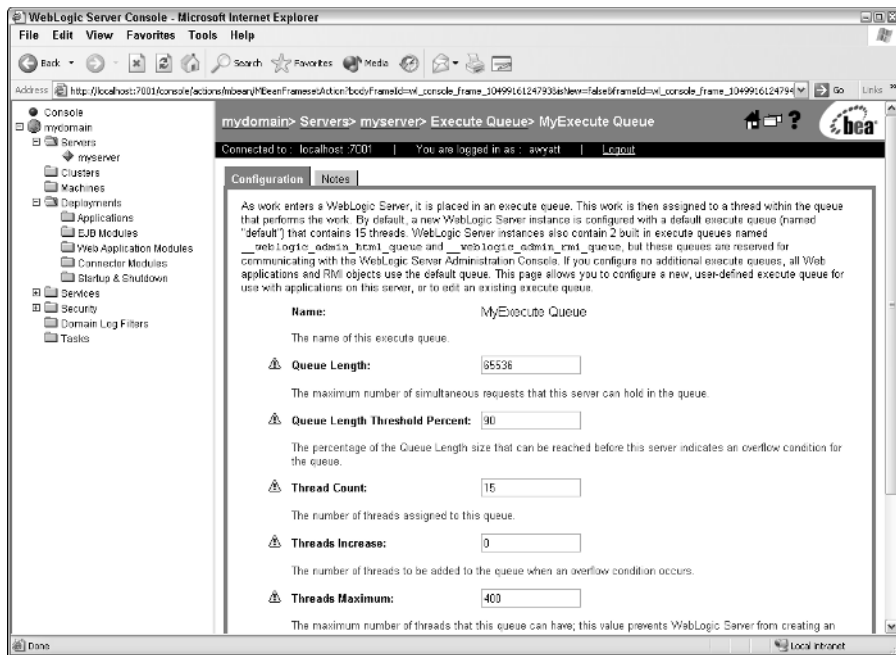 WebLogic Server Console - Microsoft Internet Explorer
File Edit View Favorites Tools Help
Back Search Favorites Media
Address http://localhost:7001/console/actions/mbean/MBeanFramesetAction?bodyFrameId=wl_console_frame_1049916124793&isNew=false&frameId=wl_console_frame_1049916124794 Go Links
Console
mydomain
Servers
myserver
Clusters
Machines
Deployments
Applications
EJB Modules
Web Application Modules
Connector Modules
Startup & Shutdown
Services
Security
Domain Log Filters
Tasks
mydomain> Servers> myserver> Execute Queue> MyExecute Queue
? bea
Connected to : localhost :7001 | You are logged in as : awyatt | Logout
Configuration Notes
As work enters a WebLogic Server, it is placed in an execute queue. This work is then assigned to a thread within the queue
that performs the work. By default, a new WebLogic Server instance is configured with a default execute queue (named
"default") that contains 15 threads. WebLogic Server instances also contain 2 built in execute queues named
__weblogic_admin_html_queue and __weblogic_admin_rmi_queue, but these queues are reserved for
communicating with the WebLogic Server Administration Console. If you configure no additional execute queues, all Web
applications and RMI objects use the default queue. This page allows you to configure a new, user-defined execute queue for
use with applications on this server, or to edit an existing execute queue.
Name: MyExecute Queue
The name of this execute queue.
Queue Length: 65536
The maximum number of simultaneous requests that this server can hold in the queue.
Queue Length Threshold Percent: 90
The percentage of the Queue Length size that can be reached before this server indicates an overflow condition for
the queue.
Thread Count: 15
The number of threads assigned to this queue.
Threads Increase: 0
The number of threads to be added to the queue when an overflow condition occurs.
Threads Maximum: 400
The maximum number of threads that this queue can have; this value prevents WebLogic Server from creating an
Done Local intranet